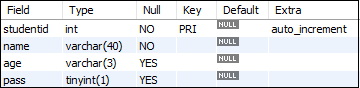 Field Type Null Key Default Extra
studentid int NO PRI NULL auto_increment
name varchar(40) NO NULL
age varchar(3) YES NULL
pass tinyint(1) YES NULL